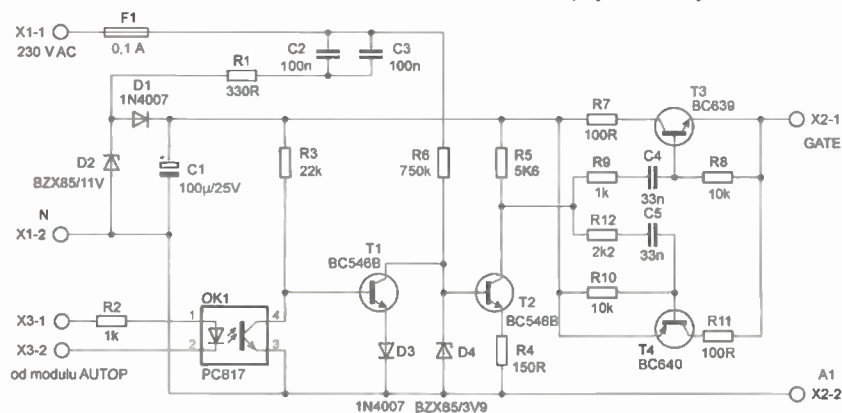 F1
X1-1
230 V AC
0,1 A
C2
100n
C3
100n
R1
330R
D1
1N4007
T3
BC639
R7
100R
X2-1
GATE
D2
BZX85/11V
C1
100µ/25V
R3
22k
R6
750k
R5
5K6
R9
1k
C4
33n
R8
10k
N
X1-2
R12
2k2
C5
33n
T1
BC546B
R10
10k
OK1
R2
1k
X3-1
X3-2
1
2
4
3
PC817
od modulu AUTOP
T2
BC546B
T4
BC640
R11
100R
D3
1N4007
D4
BZX85/3V9
R4
150R
A1
X2-2